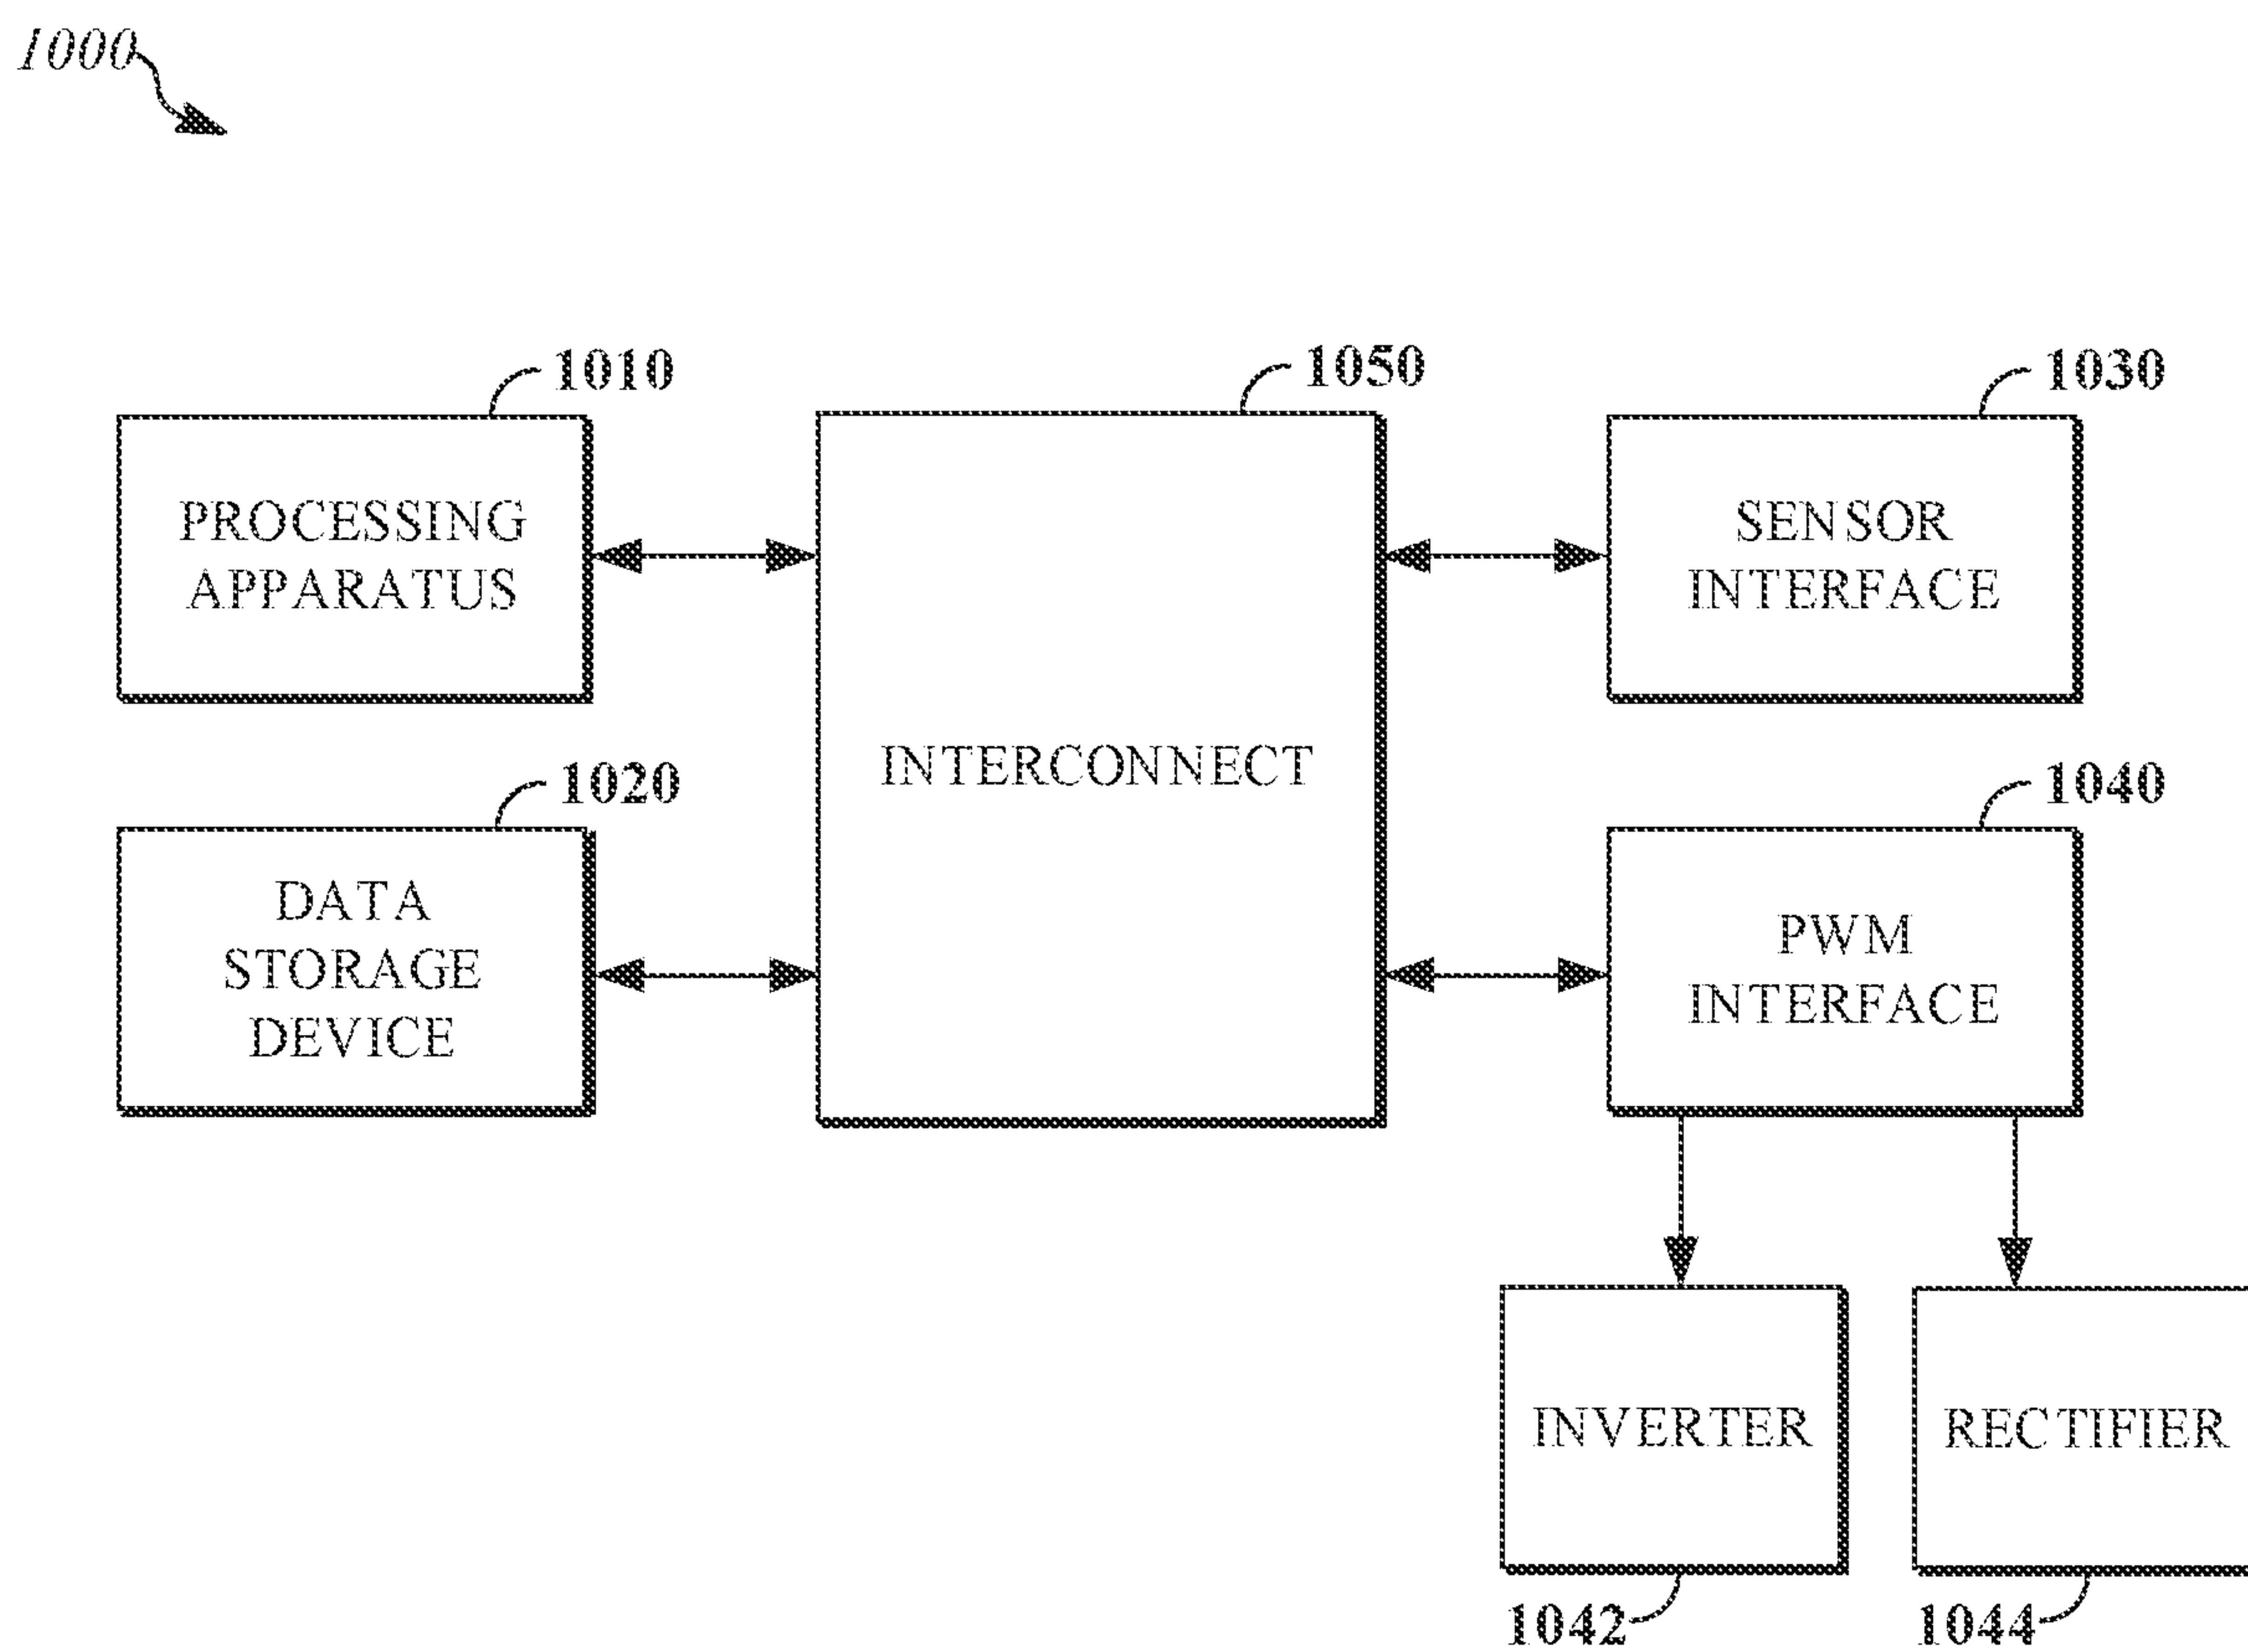 1000
1010
PROCESSING
APPARATUS
1050
INTERCONNECT
1030
SENSOR
INTERFACE
1020
DATA
STORAGE
DEVICE
1040
PWM
INTERFACE
INVERTER
1042
RECTIFIER
1044